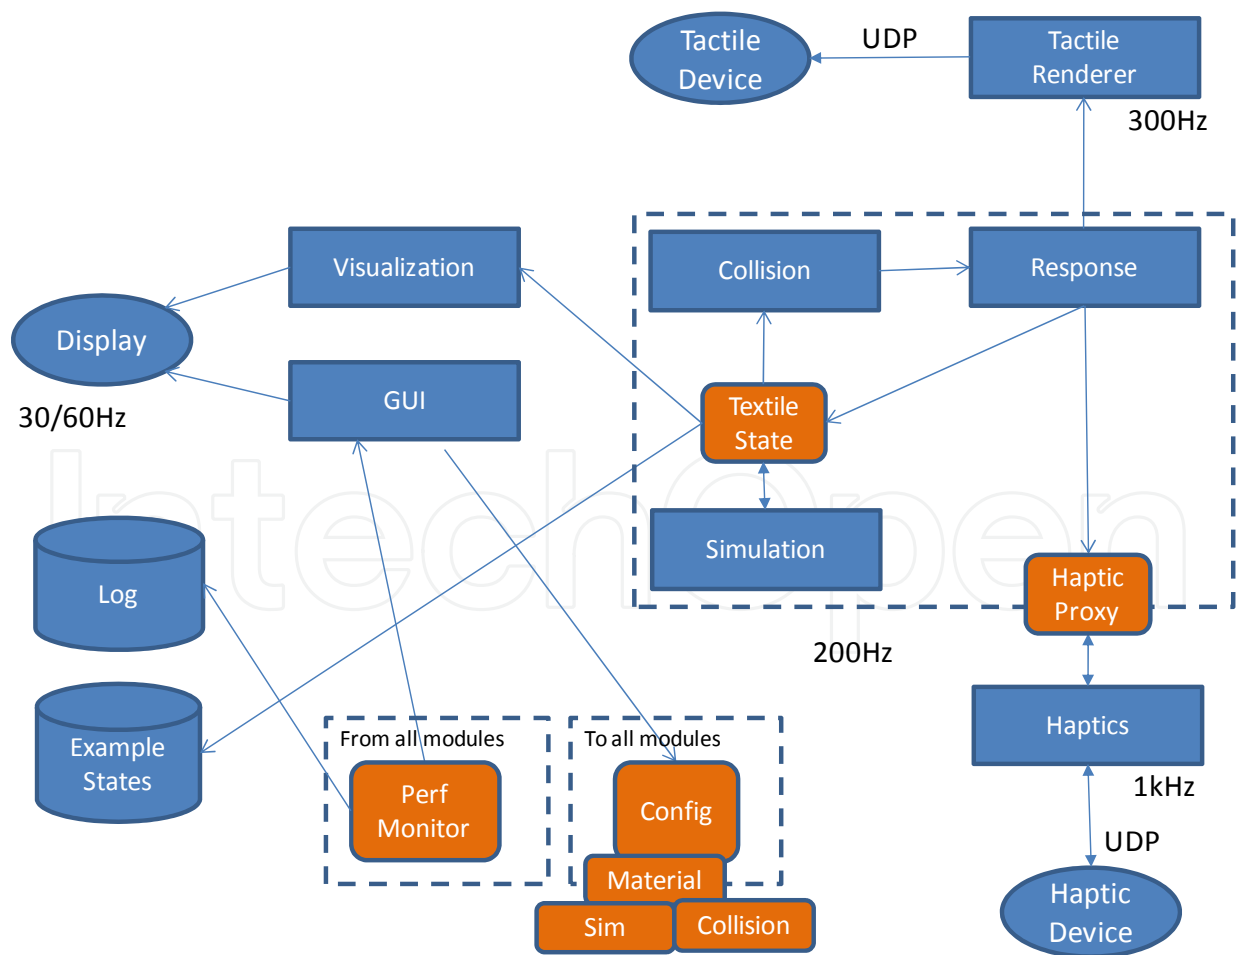 Tactile
Device
UDP
Tactile
Renderer
300Hz
Visualization
Collision
Response
Display
GUI
30/60Hz
Textile
State
Simulation
Log
Haptic
Proxy
200Hz
Example
States
From all modules
To all modules
Haptics
Perf
Monitor
Config
1kHz
UDP
Material
Sim
Collision
Haptic
Device
IntechOpen